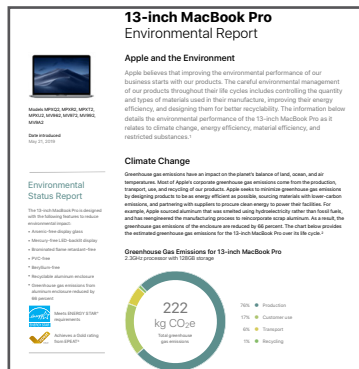 13-inch MacBook Pro
Environmental Report
Apple and the Environment
Apple believes that improving the environmental performance of our
business starts with our products. The careful environmental management
of our products throughout their life cycles includes controlling the quantity
and types of materials used in their manufacture, improving their energy
efficiency, and designing them for better recyclability. The information below
details the environmental performance of the 13-inch MacBook Pro as it
relates to climate change, energy efficiency, material efficiency, and
restricted substances.¹
Models MPXQ2, MPXR2, MPXT2,
MPXU2, MV962, MV972, MV992,
MV9A2
Date introduced
May 21, 2019
Environmental
Status Report
The 13-inch MacBook Pro is designed
with the following features to reduce
environmental impact:
• Arsenic-free display glass
• Mercury-free LED-backlit display
• Brominated flame retardant-free
• PVC-free
• Beryllium-free
• Recyclable aluminum enclosure
• Greenhouse gas emissions from
aluminum enclosure reduced by
66 percent
Meets ENERGY STAR®
requirements
Achieves a Gold rating
from EPEAT²
Climate Change
Greenhouse gas emissions have an impact on the planet's balance of land, ocean, and air
temperatures. Most of Apple's corporate greenhouse gas emissions come from the production,
transport, use, and recycling of our products. Apple seeks to minimize greenhouse gas emissions
by designing products to be as energy efficient as possible, sourcing materials with lower-carbon
emissions, and partnering with suppliers to procure clean energy to power their facilities. For
example, Apple sourced aluminum that was smelted using hydroelectricity rather than fossil fuels,
and has reengineered the manufacturing process to reincorporate scrap aluminum. As a result, the
greenhouse gas emissions of the enclosure are reduced by 66 percent. The chart below provides
the estimated greenhouse gas emissions for the 13-inch MacBook Pro over its life cycle.³
Greenhouse Gas Emissions for 13-inch MacBook Pro
2.3GHz processor with 128GB storage
222
kg CO₂e
Total greenhouse
gas emissions
76% Production
17% Customer use
6% Transport
1% Recycling